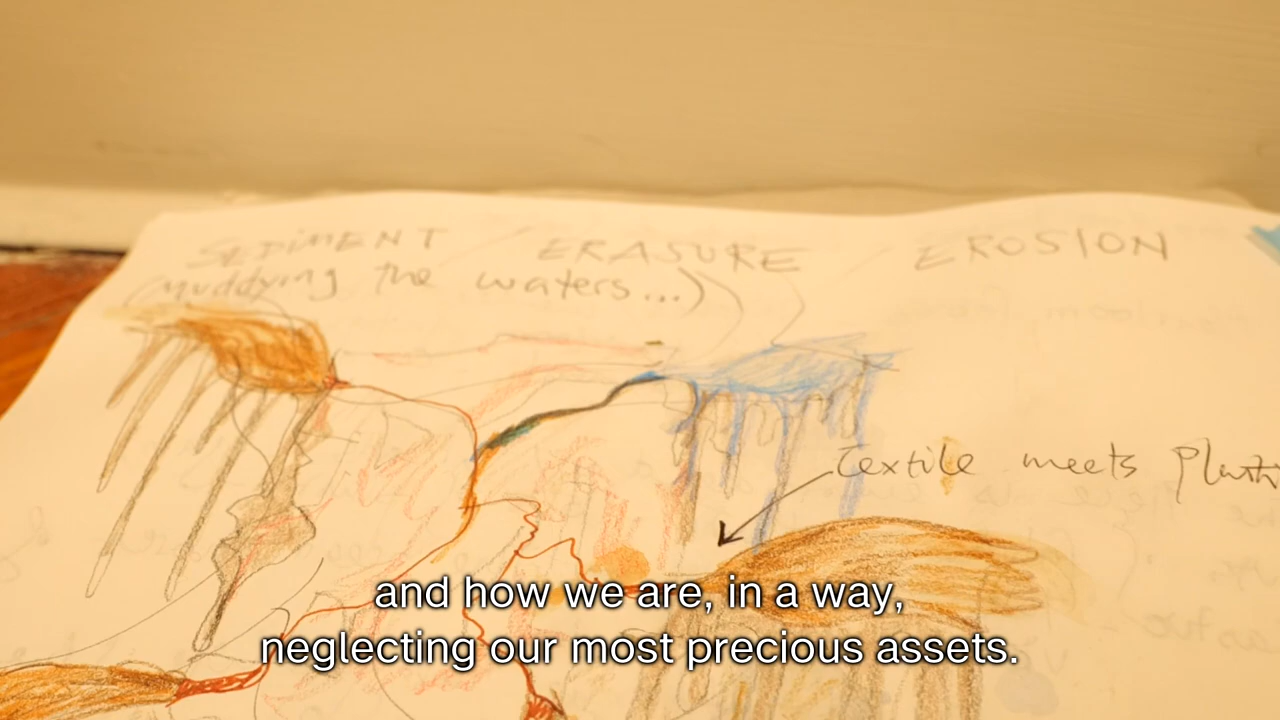 SEDIMENT / ERASURE / EROSION
(muddying the waters...)
textile meets
and how we are, in a way,
neglecting our most precious assets.